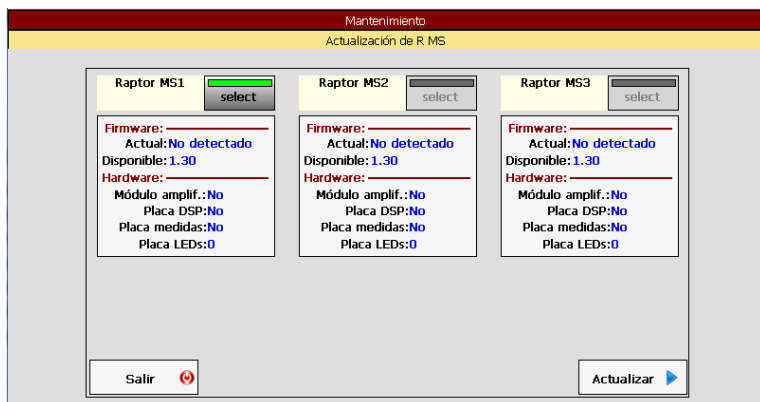 Mantenimiento
Actualización de R MS
Raptor MS1
select
Firmware:
Actual:No detectado
Disponible:1.30
Hardware:
Módulo amplif.:No
Placa DSP:No
Placa medidas:No
Placa LEDs:0
Raptor MS2
select
Firmware:
Actual:No detectado
Disponible:1.30
Hardware:
Módulo amplif.:No
Placa DSP:No
Placa medidas:No
Placa LEDs:0
Raptor MS3
select
Firmware:
Actual:No detectado
Disponible:1.30
Hardware:
Módulo amplif.:No
Placa DSP:No
Placa medidas:No
Placa LEDs:0
Salir
Actualizar